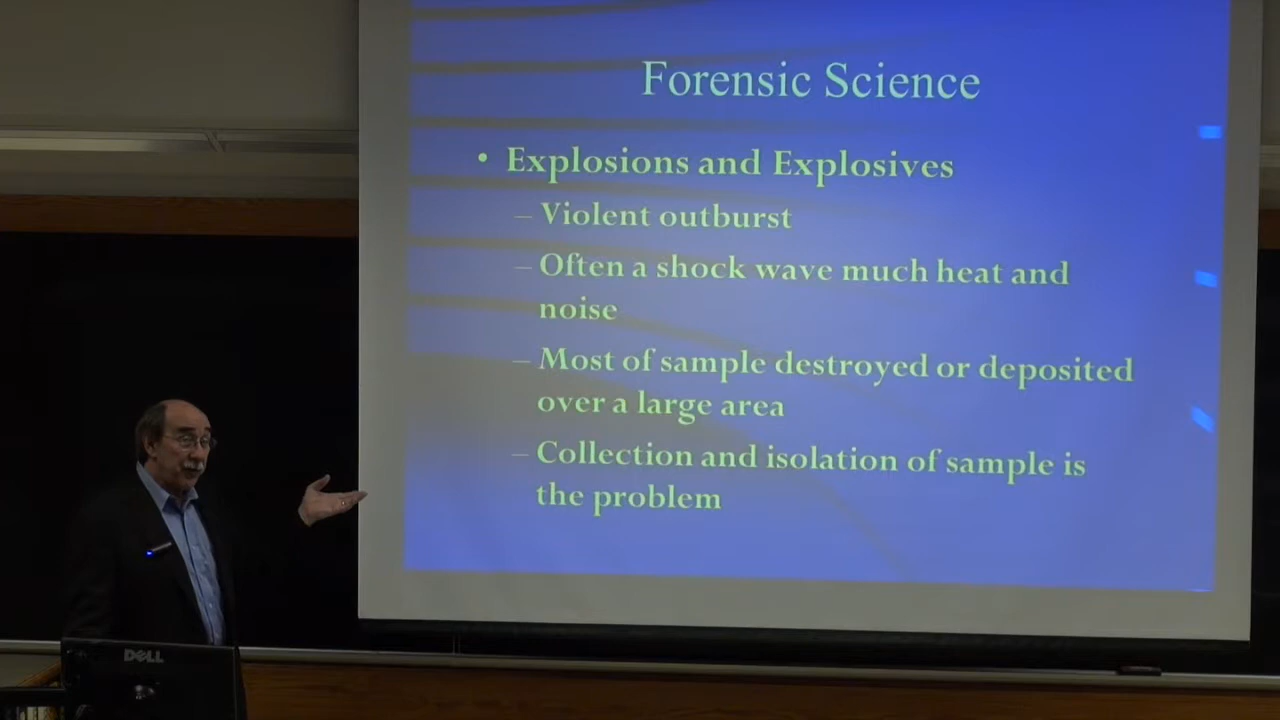 Forensic Science
• Explosions and Explosives
– Violent outburst
– Often a shock wave much heat and
noise
– Most of sample destroyed or deposited
over a large area
– Collection and isolation of sample is
the problem
DELL